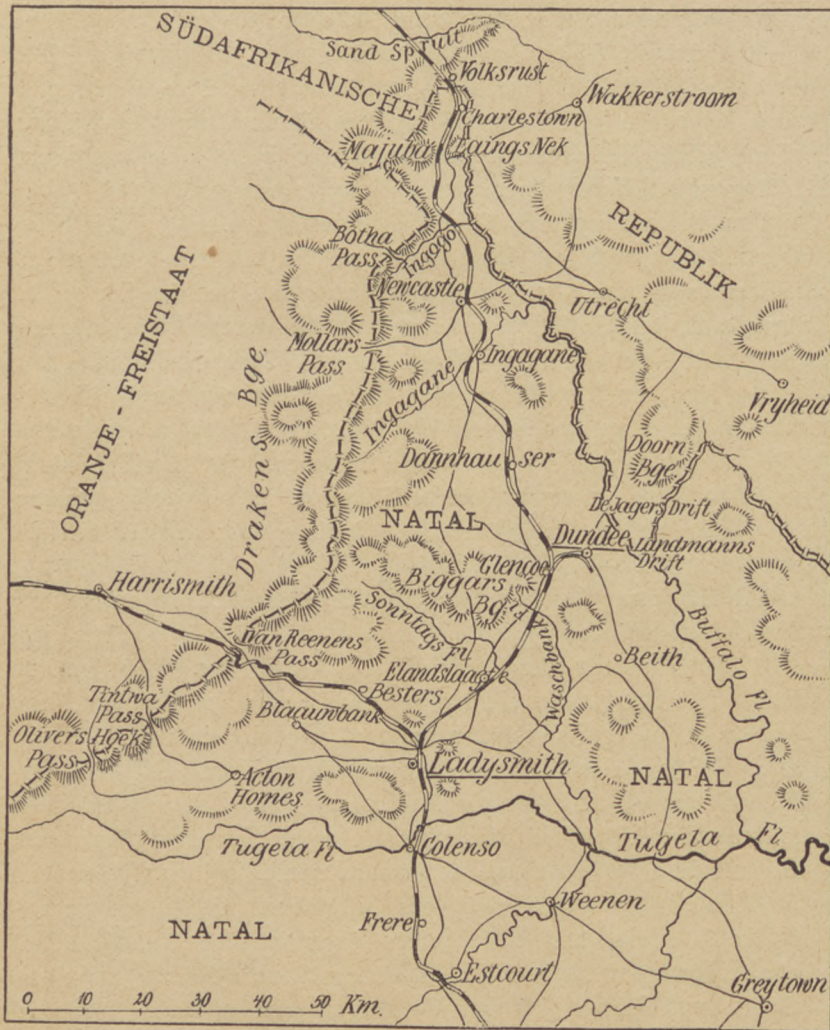 SÜDAFRIKANISCHE
Sand Spruit
Volksrust
Wakkerstroom
Charlestown
Majuba
Laings Nek
REPUBLIK
Botha
Pass
Ingogo
Newcastle
Utrecht
ORANJE - FREISTAAT
Mollars
Pass
Ingagane
Ingagane
Vryheid
Drakens Bge.
Doorn
Bge.
Dannhauser
De Jagers Drift
NATAL
Dundee
Landmanns
Drift
Glencoe
Biggars
Bge.
Harrismith
Sonntags Fl.
Van Reenens
Pass
Buffalo Fl.
Beith
Elandslaagte
Waschbank
Besters
Tintwa
Pass
Blaauwbank
Olivers Hoek
Pass
Ladysmith
NATAL
Acton
Homes
Tugela Fl.
Colenso
Tugela Fl.
Weenen
NATAL
Frere
Estcourt
Greytown
0 10 20 30 40 50 Km.